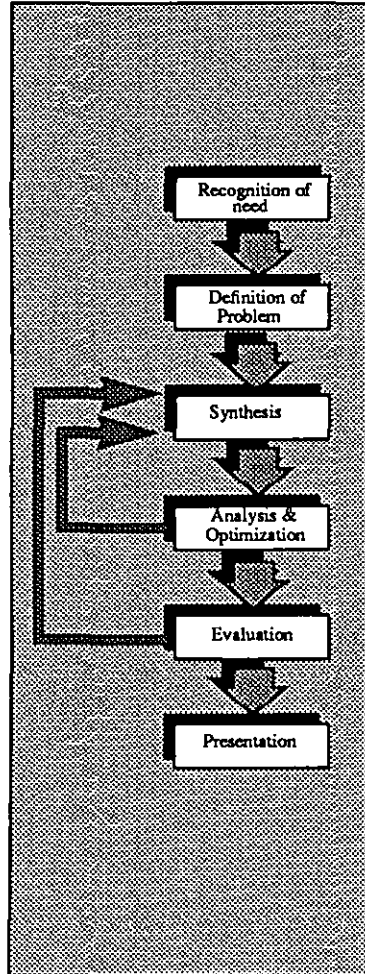 Recognition of
need
Definition of
Problem
Synthesis
Analysis &
Optimization
Evaluation
Presentation